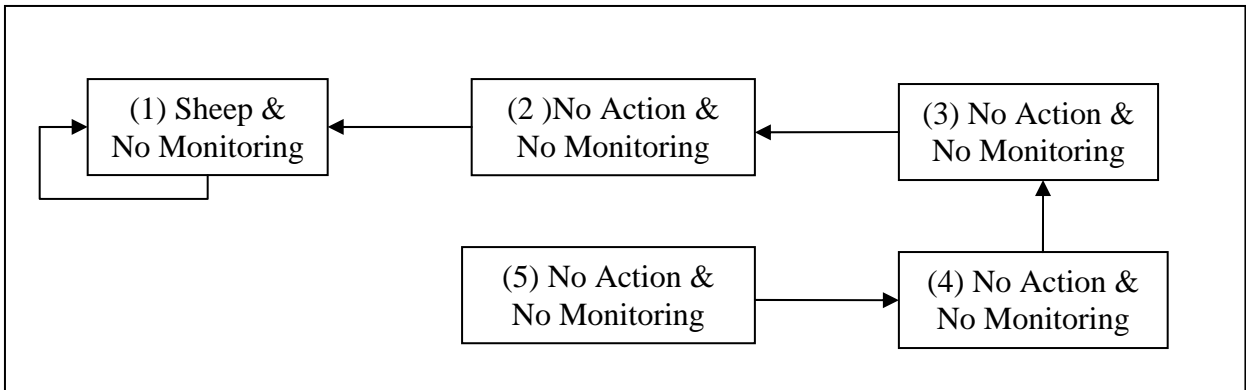 (1) Sheep &
No Monitoring
(2 )No Action &
No Monitoring
(3) No Action &
No Monitoring
(5) No Action &
No Monitoring
(4) No Action &
No Monitoring